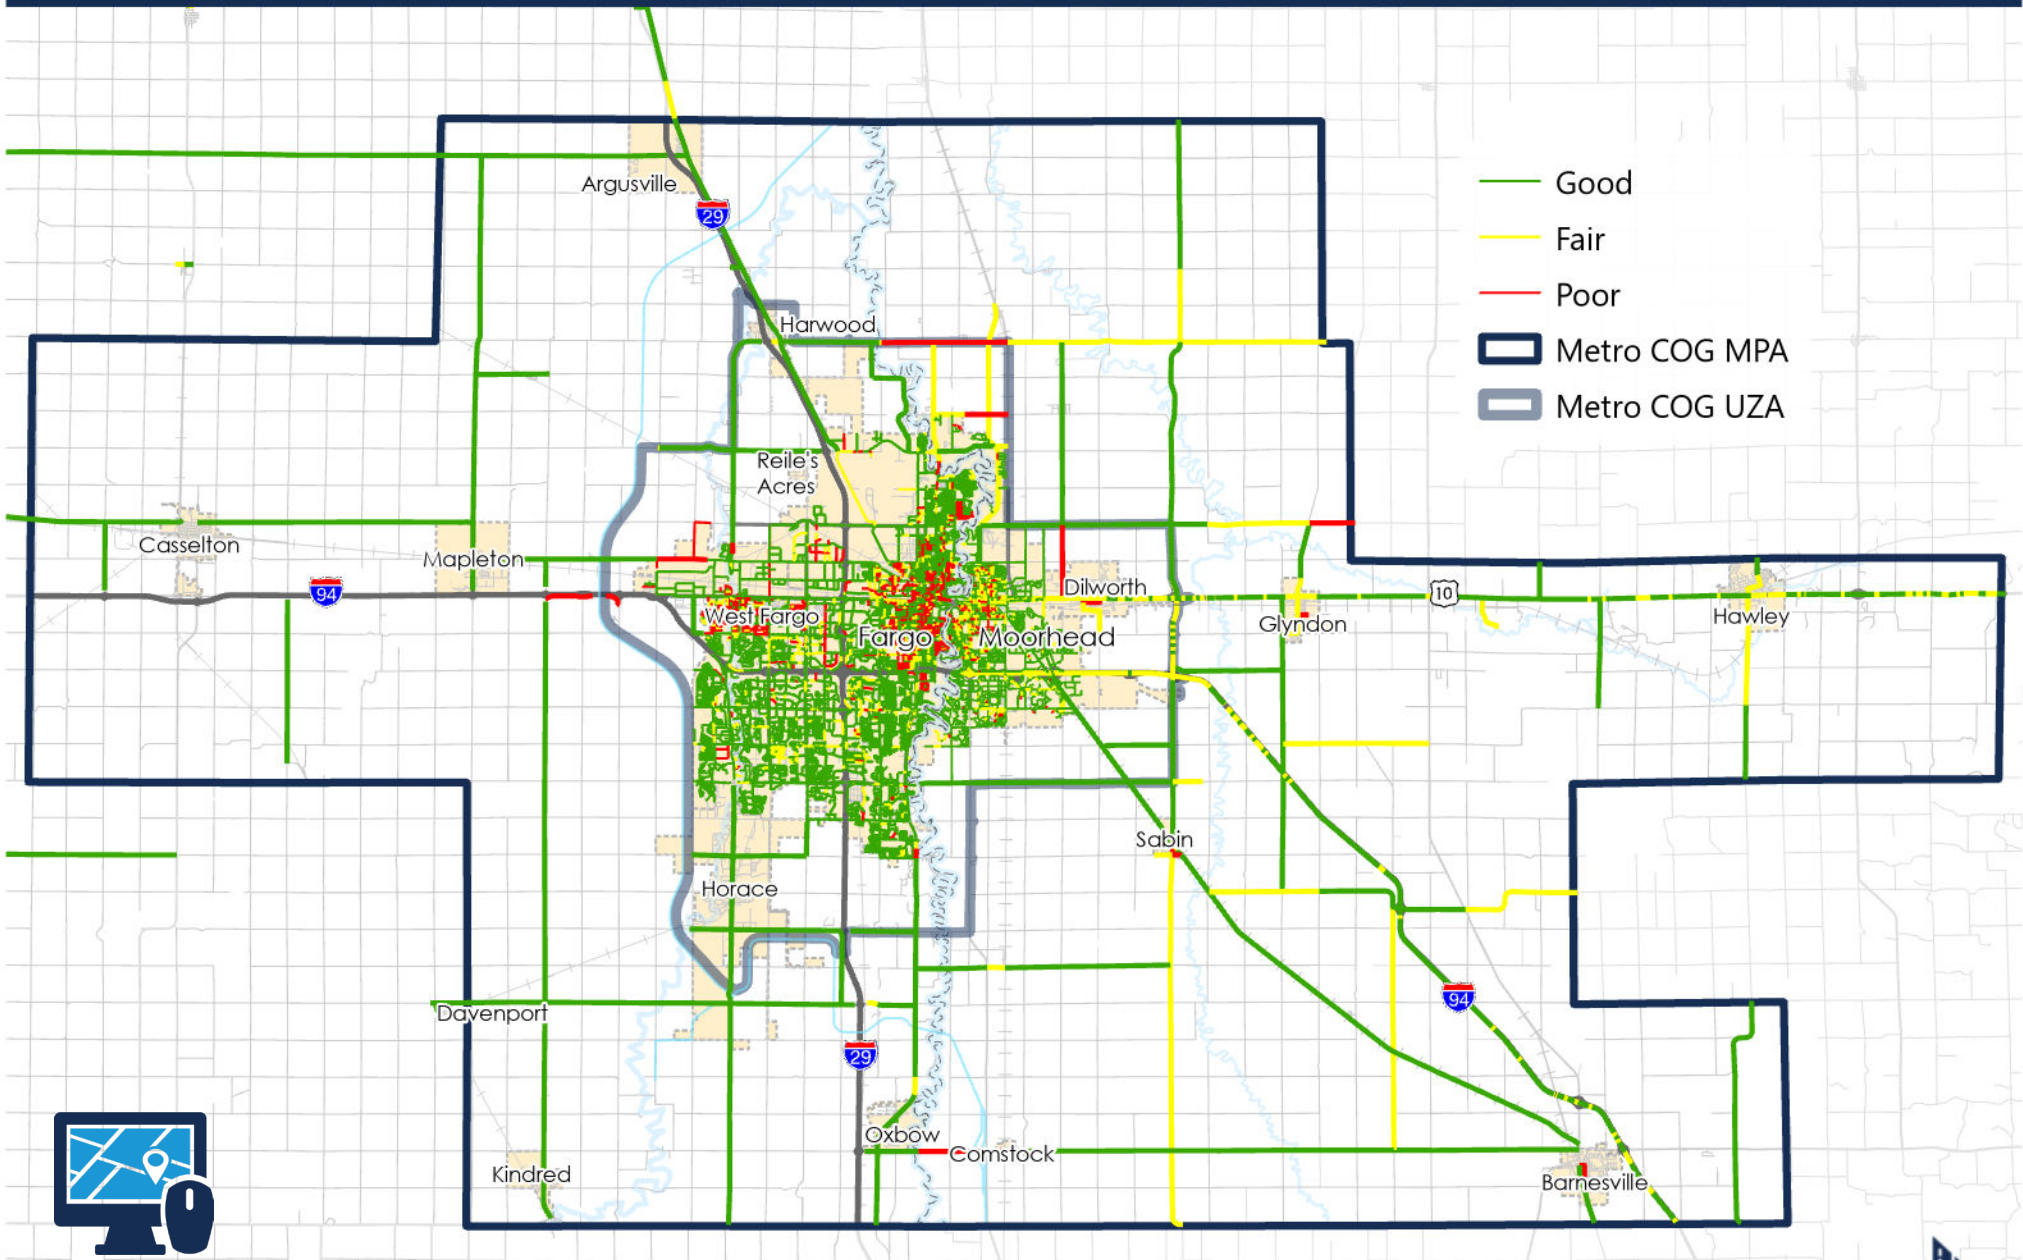 Argusville
29
Good
Fair
Poor
Metro COG MPA
Metro COG UZA
Harwood
Reile's
Acres
Casselton
Mapleton
94
West Fargo
Fargo
Moorhead
Dilworth
Glyndon
10
Hawley
Sabin
Horace
Davenport
94
29
Oxbow
Comstock
Kindred
Barnesville